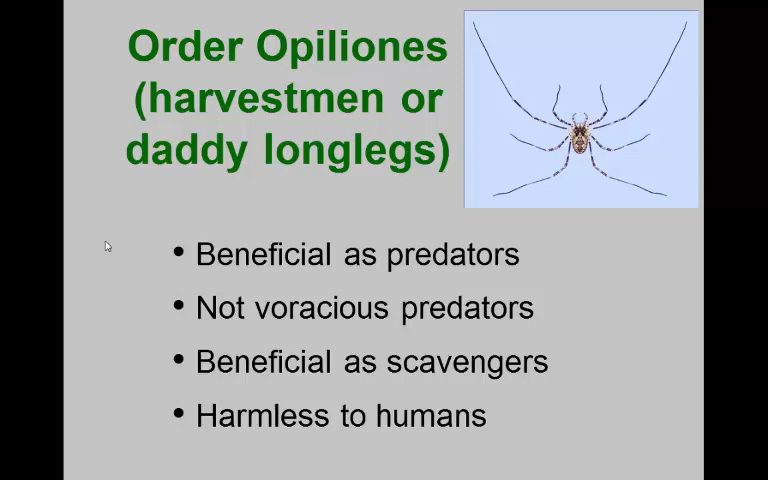 Order Opiliones
(harvestmen or
daddy longlegs)
• Beneficial as predators
• Not voracious predators
• Beneficial as scavengers
• Harmless to humans